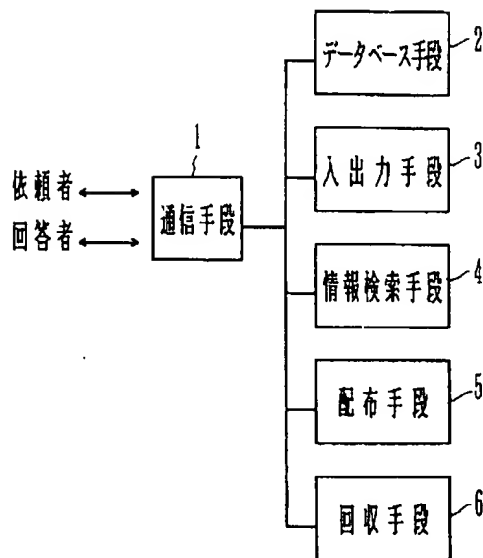 データベース手段
2
1
入出力手段
3
依頼者
回答者
通信手段
情報検索手段
4
配布手段
5
回収手段
6